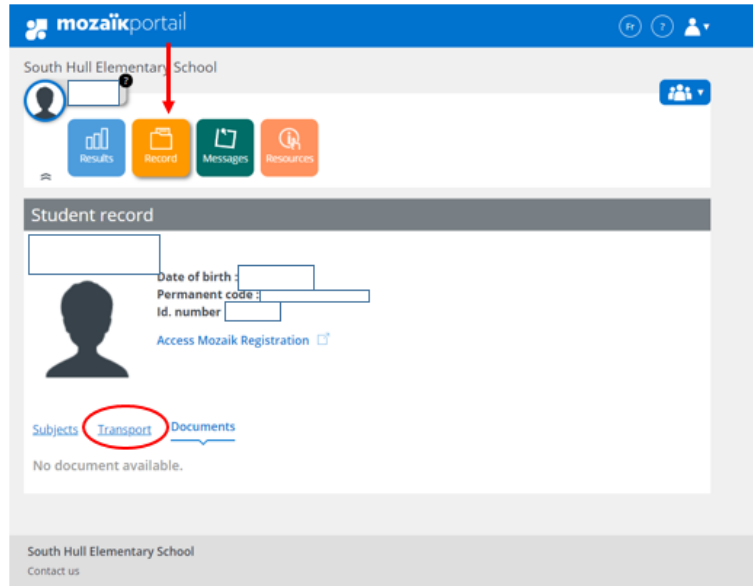 mozaïkportail
Fr ?
South Hull Elementary School
?
Results Record Messages Resources
Student record
Date of birth :
Permanent code :
Id. number
Access Mozaik Registration
Subjects Transport Documents
No document available.
South Hull Elementary School
Contact us